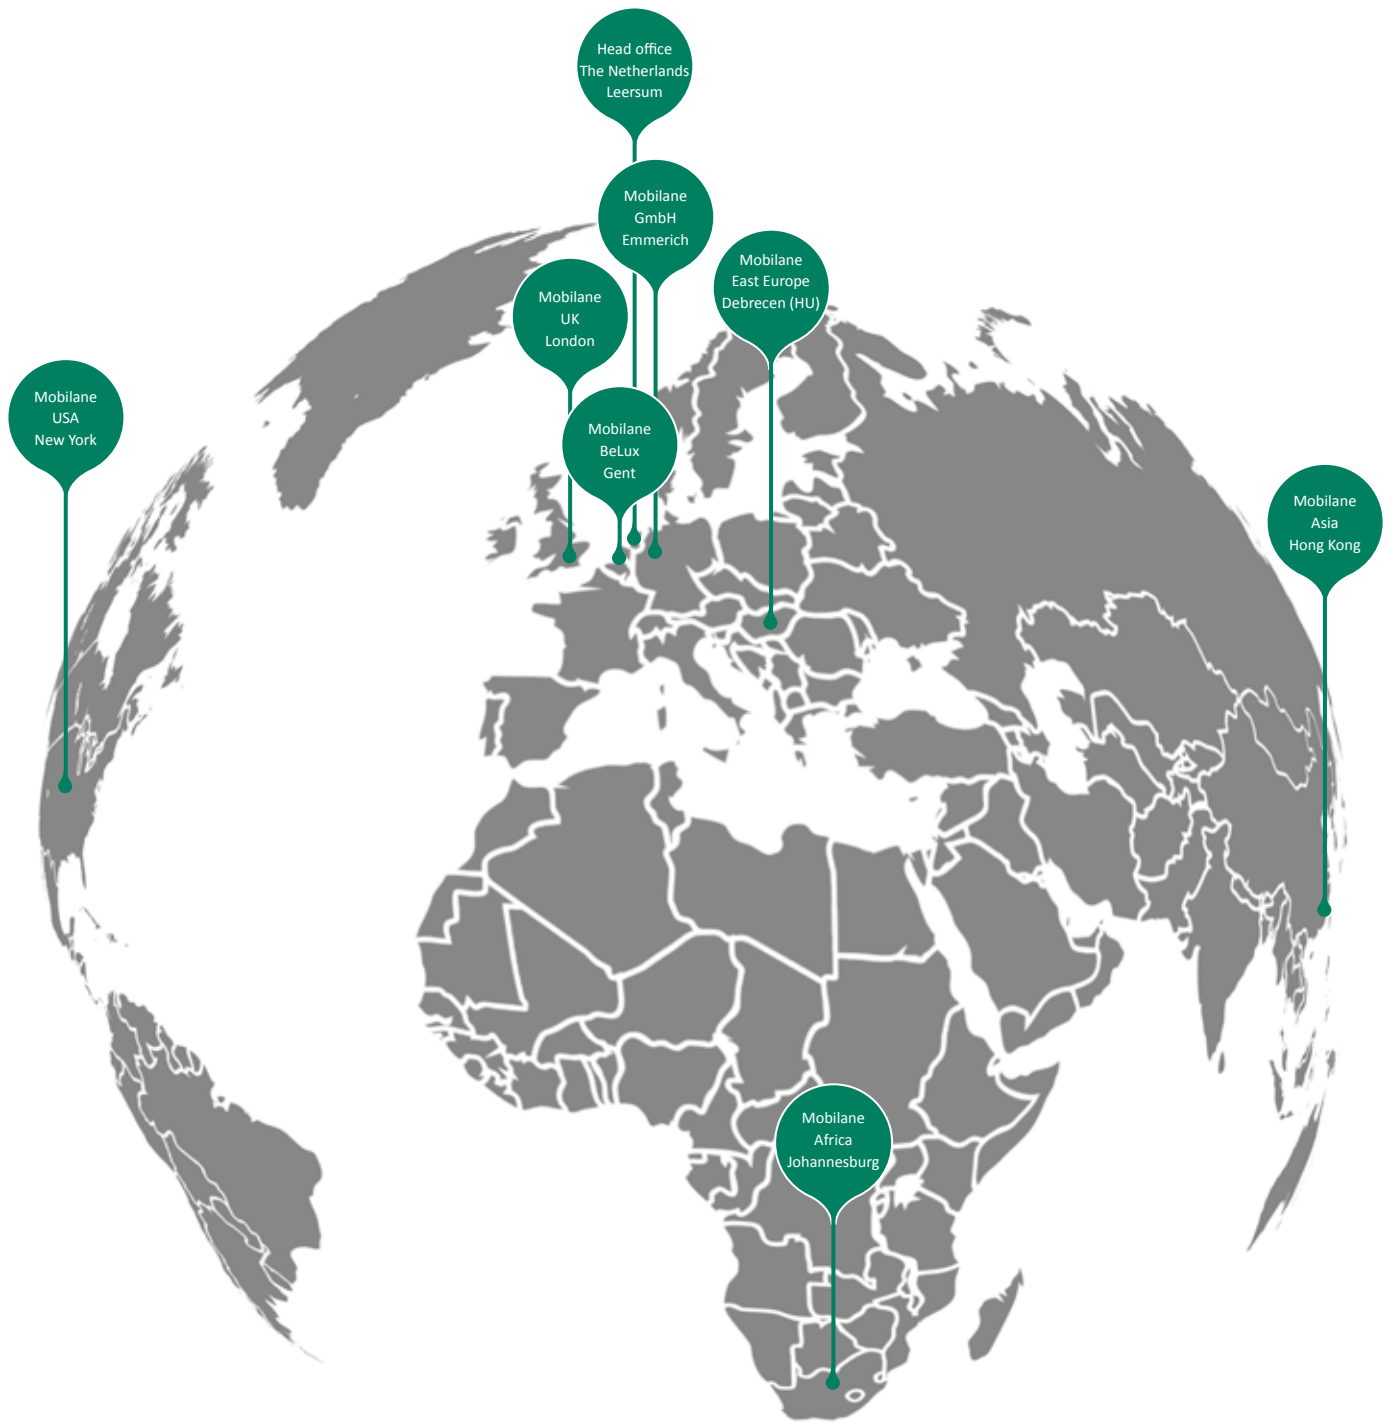 Head office
The Netherlands
Leersum
Mobilane
GmbH
Emmerich
Mobilane
East Europe
Debrecen (HU)
Mobilane
UK
London
Mobilane
USA
New York
Mobilane
BeLux
Gent
Mobilane
Asia
Hong Kong
Mobilane
Africa
Johannesburg